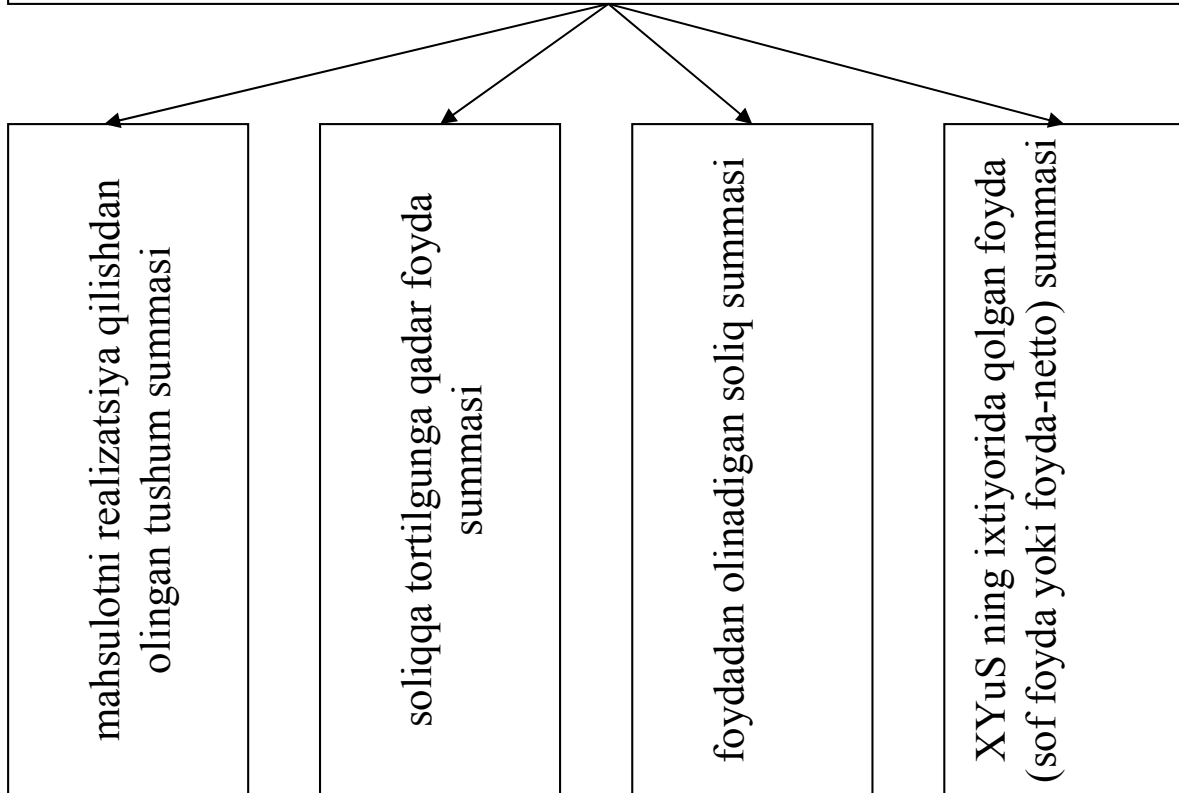 mahsulotni realizatsiya qilishdan
olingan tushum summasi
soliqqa tortilgunga qadar foyda
summasi
foydadan olinadigan soliq summasi
XYuS ning ixtiyorida qolgan foyda
(sof foyda yoki foyda-netto) summasi